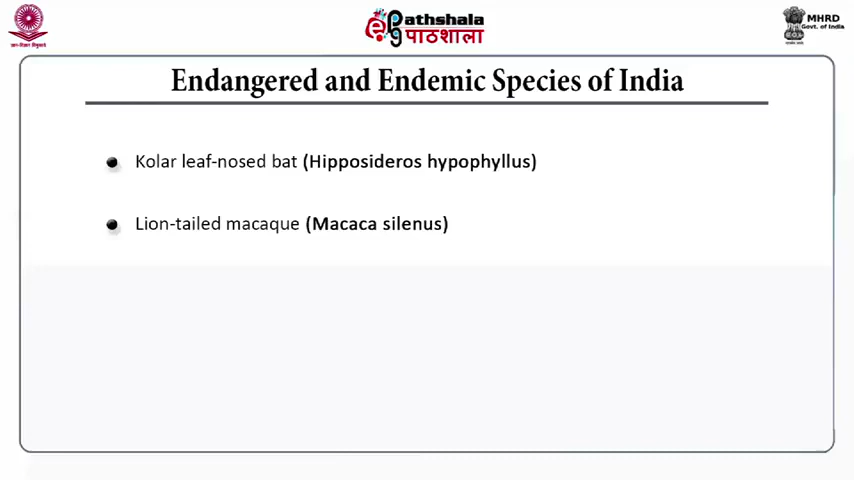 Pathshala
पाठशाला
MHRD
Govt. of India
Endangered and Endemic Species of India
Kolar leaf-nosed bat (Hipposideros hypophyllus)
Lion-tailed macaque (Macaca silenus)